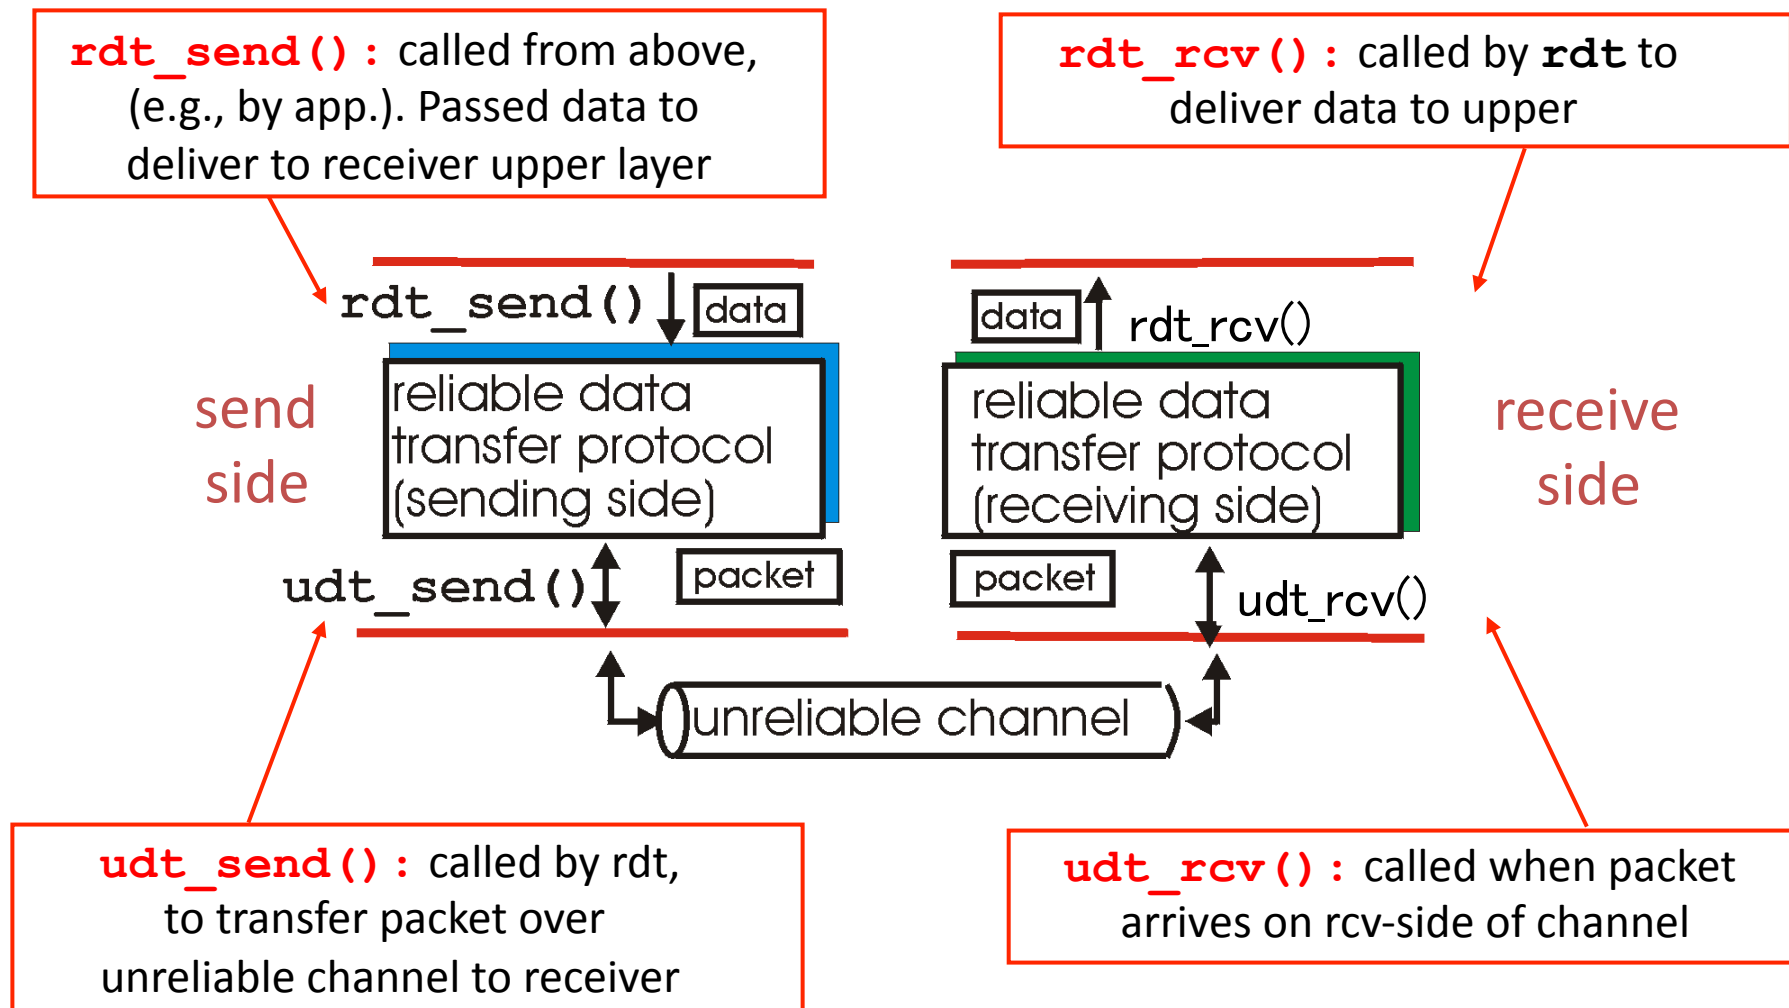 rdt_send(): called from above,
(e.g., by app.). Passed data to
deliver to receiver upper layer
rdt_rcv(): called by rdt to
deliver data to upper
rdt_send()
data
data
rdt_rcv()
send
side
reliable data
transfer protocol
(sending side)
reliable data
transfer protocol
(receiving side)
receive
side
udt_send()
packet
packet
udt_rcv()
unreliable channel
udt_send(): called by rdt,
to transfer packet over
unreliable channel to receiver
udt_rcv(): called when packet
arrives on rcv-side of channel